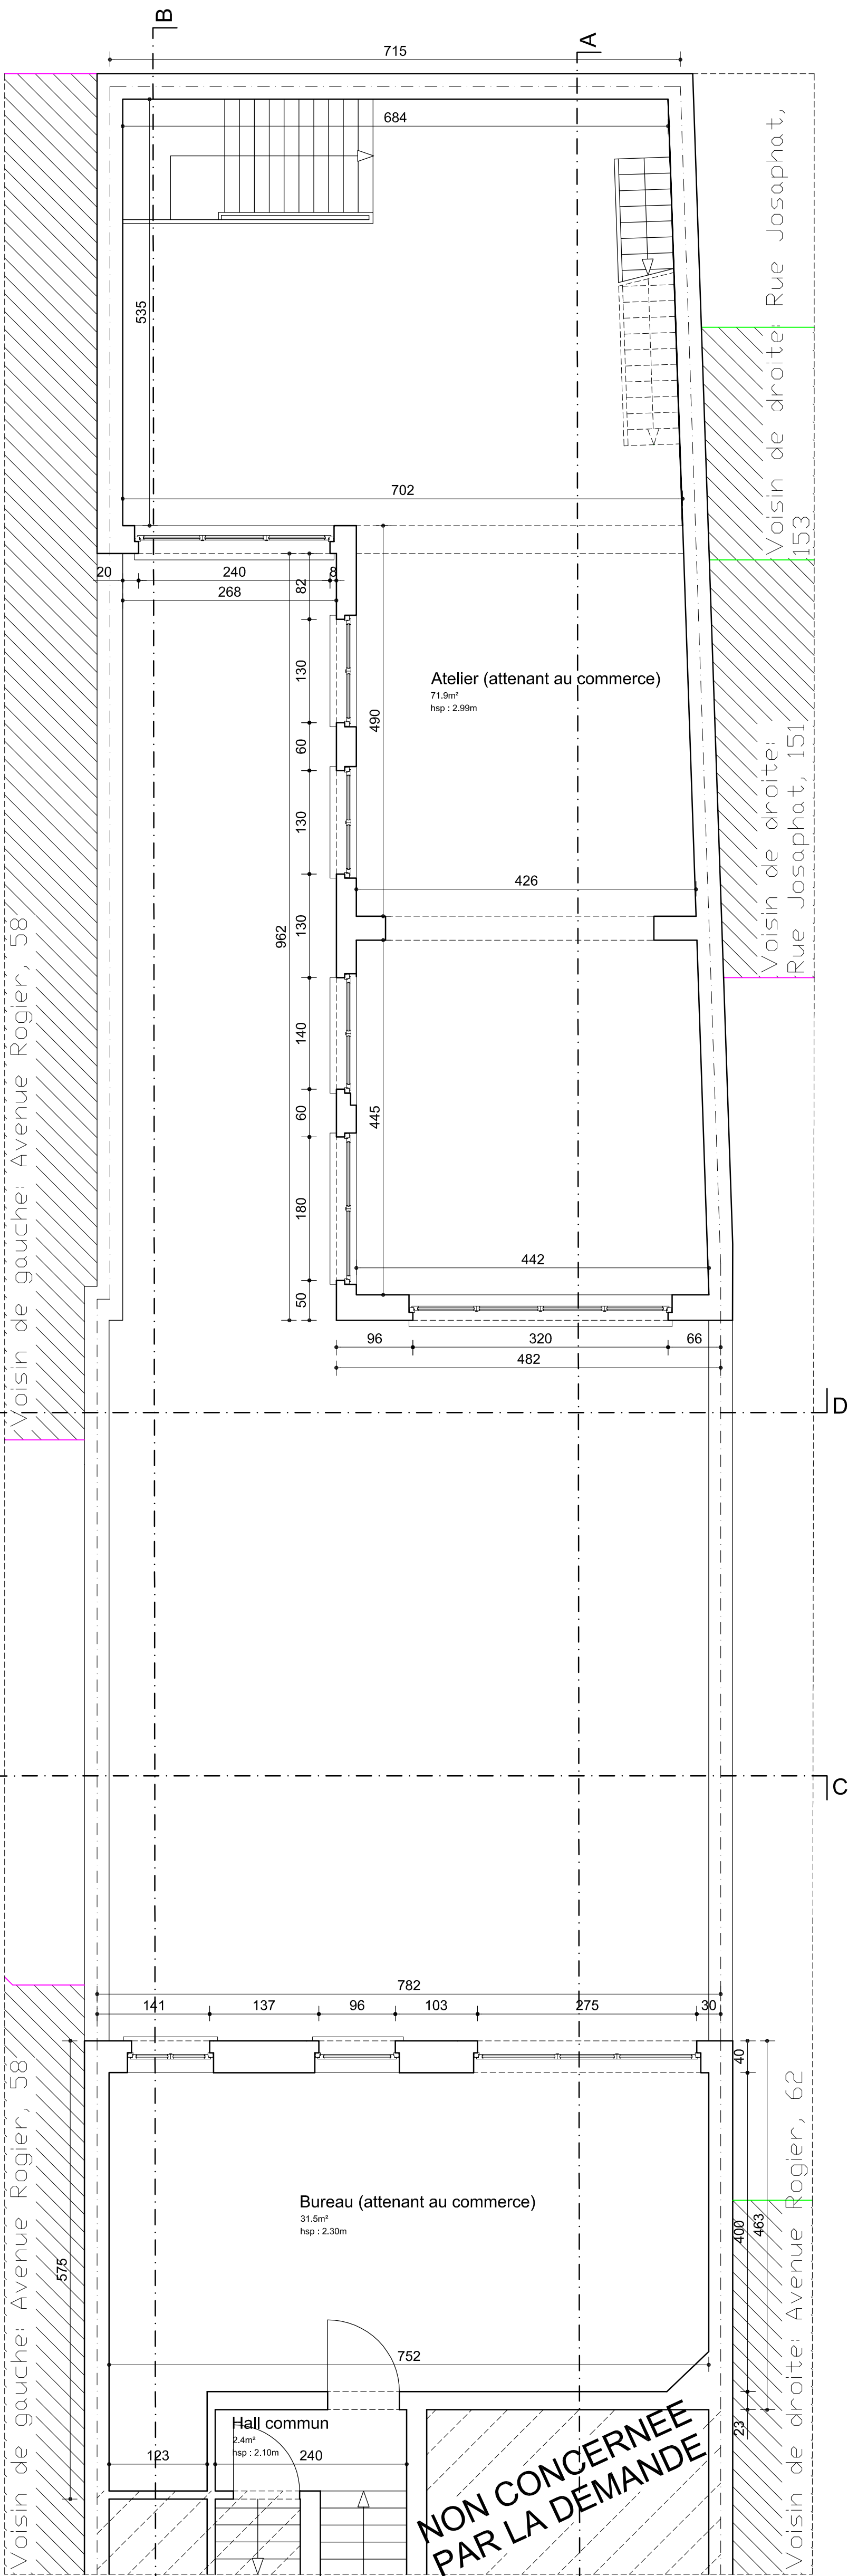 B
A
715
684
Voisin de droite: Rue Josaphat,
153
535
702
20
240
8
268
82
130
60
130
130
140
60
180
50
962
490
Atelier (attenant au commerce)
71.9m²
hsp : 2.99m
Voisin de droite:
Rue Josaphat, 151
426
445
442
96
320
66
482
Voisin de gauche: Avenue Rogier, 58
D
C
782
141
137
96
103
275
30
40
400
463
23
575
Bureau (attenant au commerce)
31.5m²
hsp : 2.30m
752
Hall commun
2.4m²
hsp : 2.10m
123
240
NON CONCERNEE
PAR LA DEMANDE
Voisin de gauche: Avenue Rogier, 58
Voisin de droite: Avenue Rogier, 62